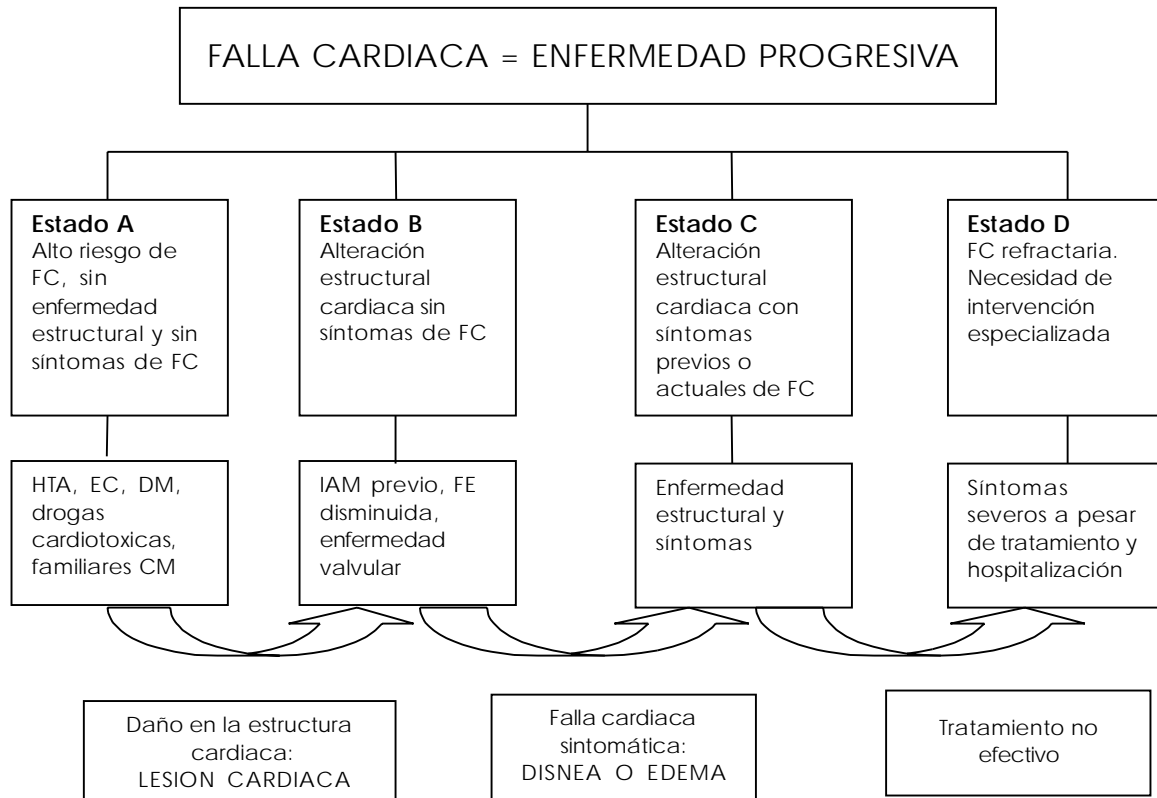 FALLA CARDIACA = ENFERMEDAD PROGRESIVA
Estado A
Alto riesgo de
FC, sin
enfermedad
estructural y sin
síntomas de FC
Estado B
Alteración
estructural
cardiaca sin
síntomas de FC
Estado C
Alteración
estructural
cardiaca con
síntomas
previos o
actuales de FC
Estado D
FC refractaria.
Necesidad de
intervención
especializada
HTA, EC, DM,
drogas
cardiotoxicas,
familiares CM
IAM previo, FE
disminuida,
enfermedad
valvular
Enfermedad
estructural y
síntomas
Síntomas
severos a pesar
de tratamiento y
hospitalización
Daño en la estructura
cardiaca:
LESION CARDIACA
Falla cardiaca
sintomática:
DISNEA O EDEMA
Tratamiento no
efectivo